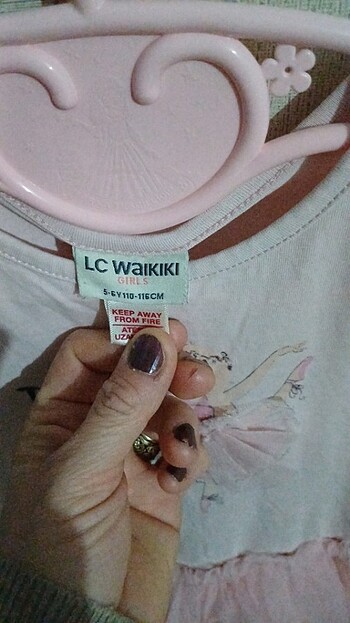 LC WAIKIKI
GIRLS
5-6Y 110-116CM
KEEP AWAY
FROM FIRE